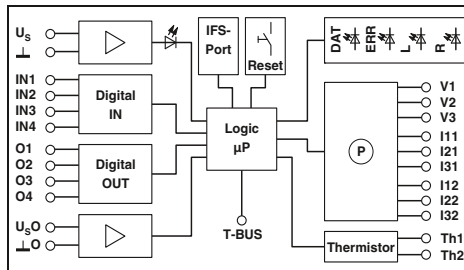 US
⊥
IFS-
Port
Reset
DAT
ERR
L
R
IN1
IN2
IN3
IN4
Digital
IN
O1
O2
O3
O4
Digital
OUT
Logic
µP
P
V1
V2
V3
I11
I21
I31
I12
I22
I32
USO
⊥O
T-BUS
Thermistor
Th1
Th2